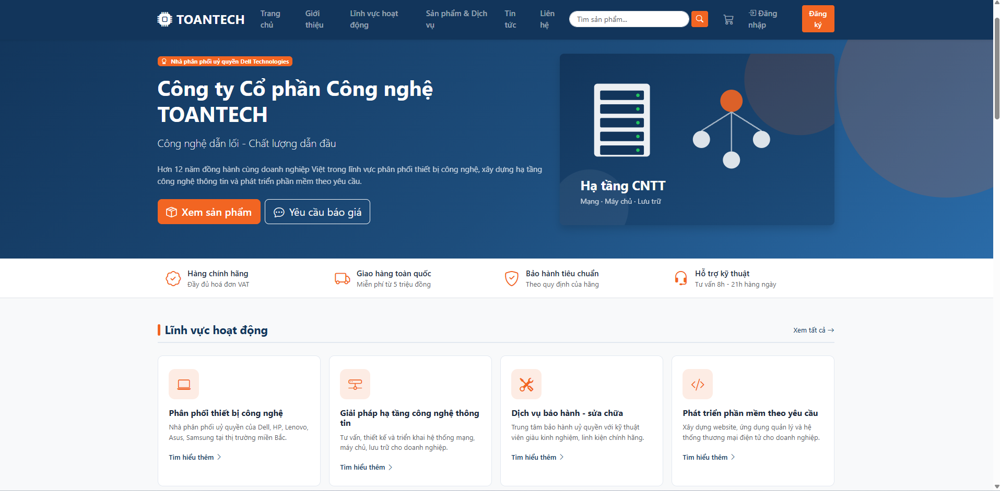 TOANTECH
Trang
chủ
Giới
thiệu
Lĩnh vực hoạt
động
Sản phẩm & Dịch
vụ
Tin
tức
Liên
hệ
Tìm sản phẩm...
Đăng
nhập
Đăng
ký
Nhà phân phối uỷ quyền Dell Technologies
Công ty Cổ phần Công nghệ
TOANTECH
Công nghệ dẫn lối - Chất lượng dẫn đầu
Hơn 12 năm đồng hành cùng doanh nghiệp Việt trong lĩnh vực phân phối thiết bị công nghệ, xây dựng hạ tầng
công nghệ thông tin và phát triển phần mềm theo yêu cầu.
Xem sản phẩm
Yêu cầu báo giá
Hạ tầng CNTT
Mạng · Máy chủ · Lưu trữ
Hàng chính hãng
Đầy đủ hoá đơn VAT
Giao hàng toàn quốc
Miễn phí từ 5 triệu đồng
Bảo hành tiêu chuẩn
Theo quy định của hãng
Hỗ trợ kỹ thuật
Tư vấn 8h - 21h hàng ngày
Lĩnh vực hoạt động
Xem tất cả →
Phân phối thiết bị công nghệ
Nhà phân phối uỷ quyền của Dell, HP, Lenovo,
Asus, Samsung tại thị trường miền Bắc.
Tìm hiểu thêm
Giải pháp hạ tầng công nghệ thông
tin
Tư vấn, thiết kế và triển khai hệ thống mạng,
máy chủ, lưu trữ cho doanh nghiệp.
Tìm hiểu thêm
Dịch vụ bảo hành - sửa chữa
Trung tâm bảo hành uỷ quyền với kỹ thuật
viên giàu kinh nghiệm, linh kiện chính hãng.
Tìm hiểu thêm
Phát triển phần mềm theo yêu cầu
Xây dựng website, ứng dụng quản lý và hệ
thống thương mại điện tử cho doanh nghiệp.
Tìm hiểu thêm